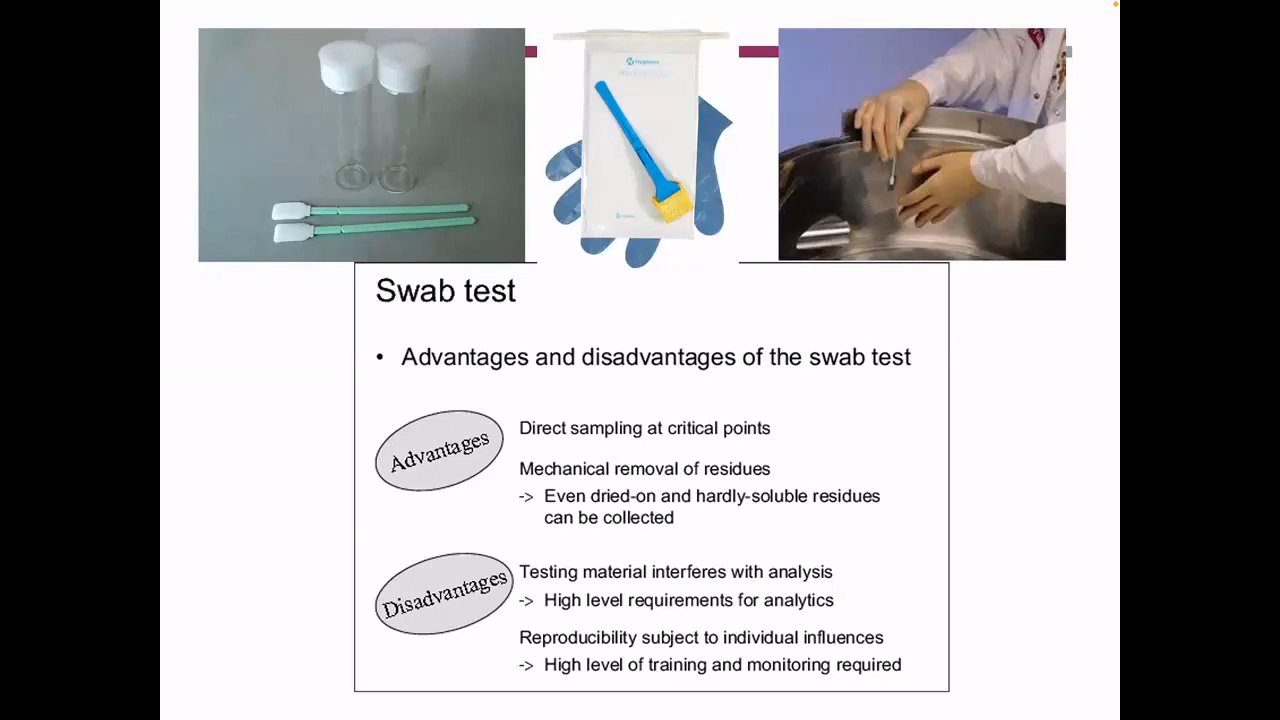 Swab test
• Advantages and disadvantages of the swab test
Advantages
Direct sampling at critical points
Mechanical removal of residues
-> Even dried-on and hardly-soluble residues
can be collected
Disadvantages
Testing material interferes with analysis
-> High level requirements for analytics
Reproducibility subject to individual influences
-> High level of training and monitoring required